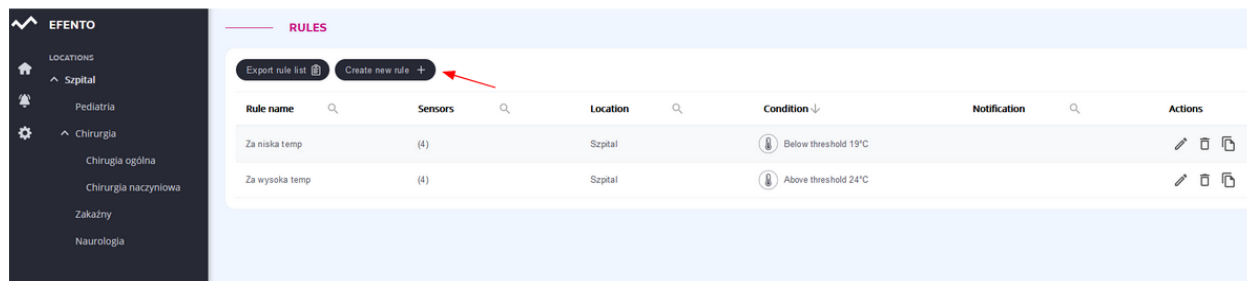 EFENTO
RULES
LOCATIONS
Szpital
Pediatria
Chirurgia
Chirugia ogólna
Chirurgia naczyniowa
Zakaźny
Naurologia
Export rule list
Create new rule +
Rule name Sensors Location Condition Notification Actions
Za niska temp (4) Szpital Below threshold 19°C
Za wysoka temp (4) Szpital Above threshold 24°C